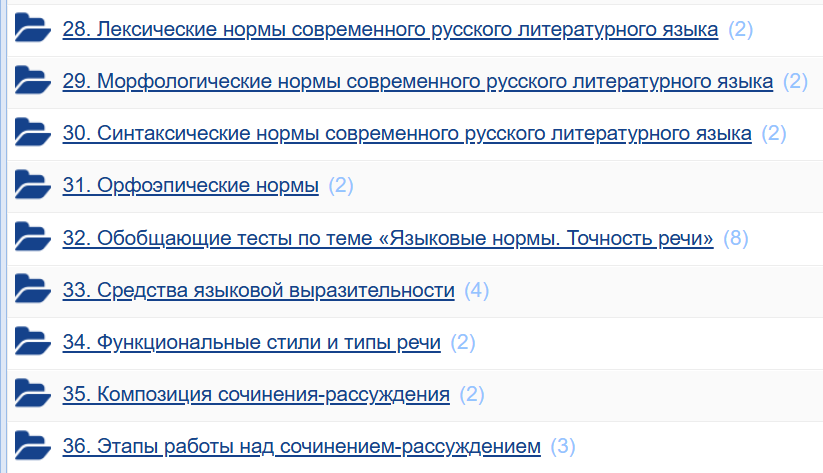 28. Лексические нормы современного русского литературного языка (2)
29. Морфологические нормы современного русского литературного языка (2)
30. Синтаксические нормы современного русского литературного языка (2)
31. Орфоэпические нормы (2)
32. Обобщающие тесты по теме «Языковые нормы. Точность речи» (8)
33. Средства языковой выразительности (4)
34. Функциональные стили и типы речи (2)
35. Композиция сочинения-рассуждения (2)
36. Этапы работы над сочинением-рассуждением (3)